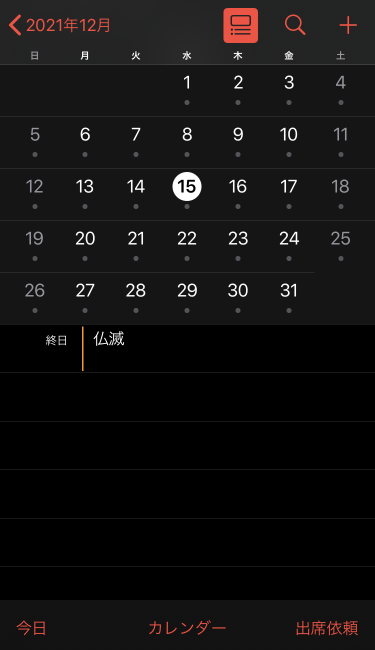 2021年12月
日 月 火 水 木 金 土
1 2 3 4
5 6 7 8 9 10 11
12 13 14 15 16 17 18
19 20 21 22 23 24 25
26 27 28 29 30 31
終日 仏滅
今日 カレンダー 出席依頼